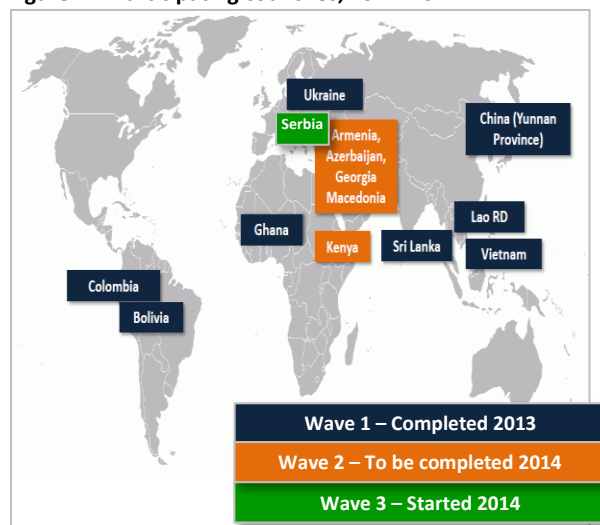 Ukraine
Serbia
China (Yunnan
Province)
Armenia,
Azerbaijan,
Georgia
Macedonia
Ghana
Kenya
Sri Lanka
Lao RD
Vietnam
Colombia
Bolivia
Wave 1 – Completed 2013
Wave 2 – To be completed 2014
Wave 3 – Started 2014